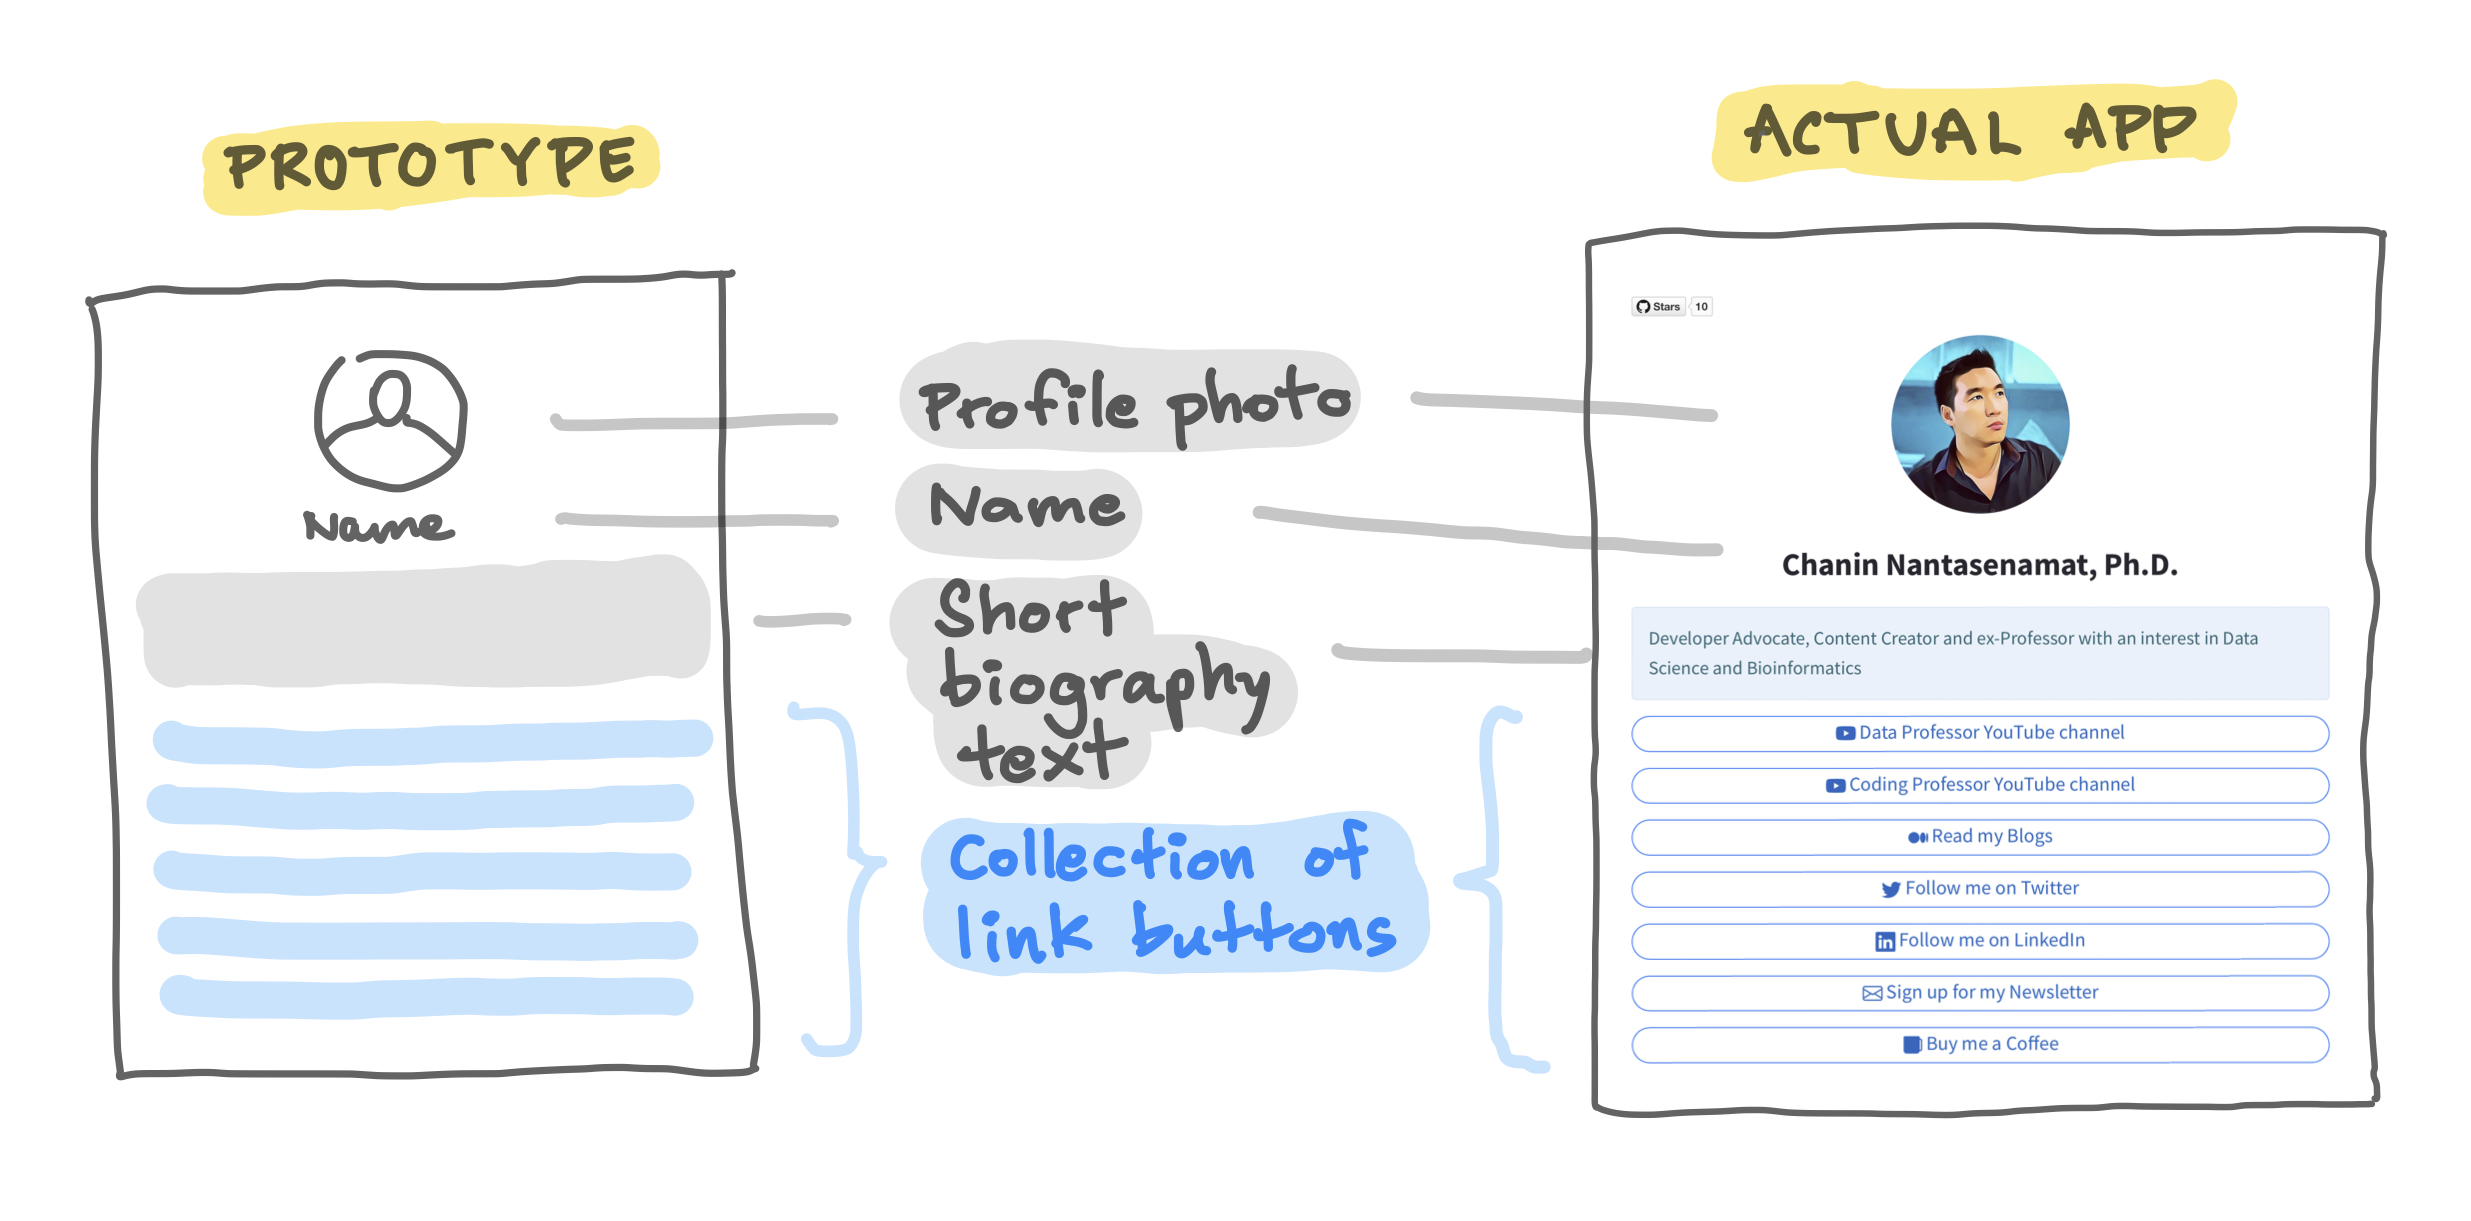 PROTOTYPE
Name
Profile photo
Name
Short
biography
text
Collection of
link buttons
ACTUAL APP
Stars 10
Chanin Nantasenamat, Ph.D.
Developer Advocate, Content Creator and ex-Professor with an interest in Data
Science and Bioinformatics
Data Professor YouTube channel
Coding Professor YouTube channel
Read my Blogs
Follow me on Twitter
Follow me on LinkedIn
Sign up for my Newsletter
Buy me a Coffee